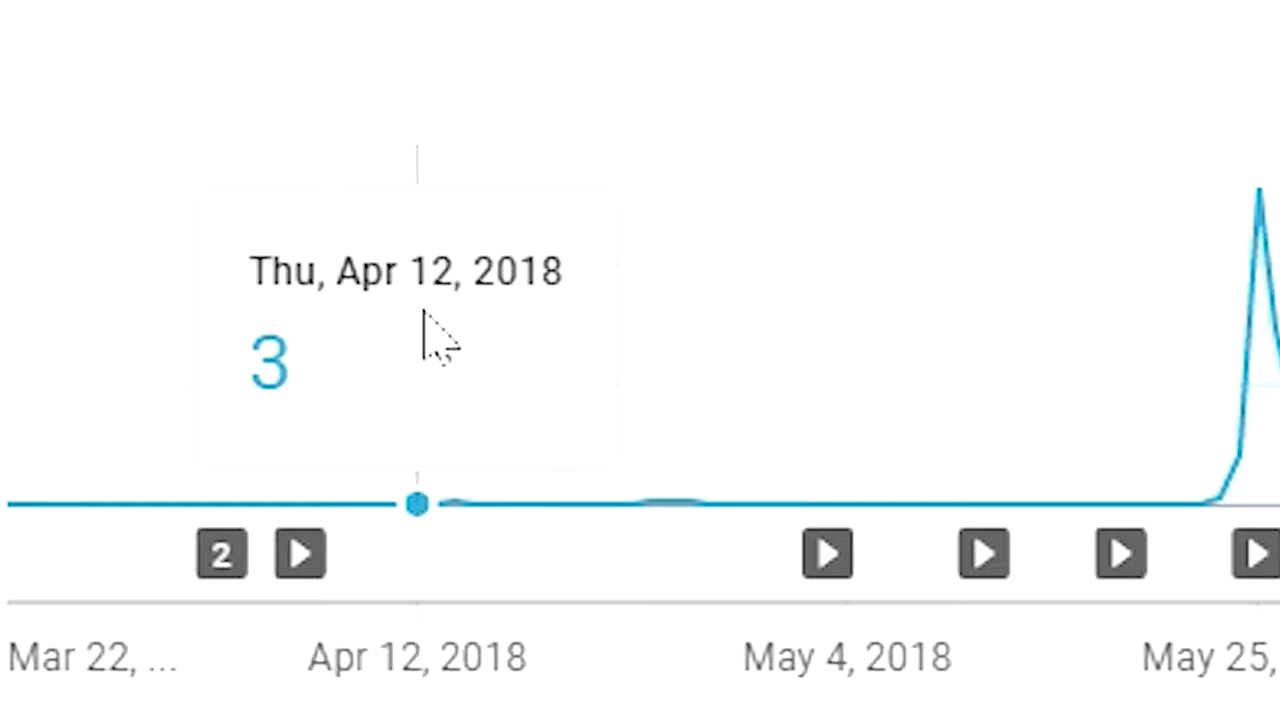 Thu, Apr 12, 2018
3
2
Mar 22, ...
Apr 12, 2018
May 4, 2018
May 25,